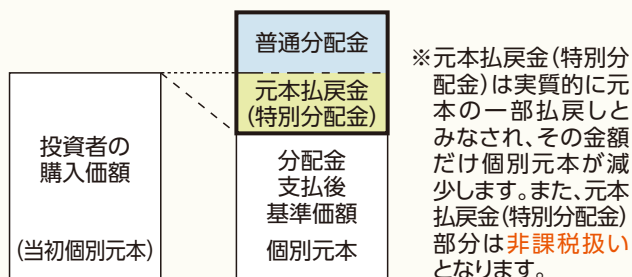 普通分配金
元本払戻金
(特別分配金)
投資者の
購入価額
(当初個別元本)
分配金
支払後
基準価額
個別元本
※元本払戻金(特別分
配金)は実質的に元
本の一部払戻しと
みなされ、その金額
だけ個別元本が減
少します。また、元本
払戻金(特別分配金)
部分は非課税扱い
となります。